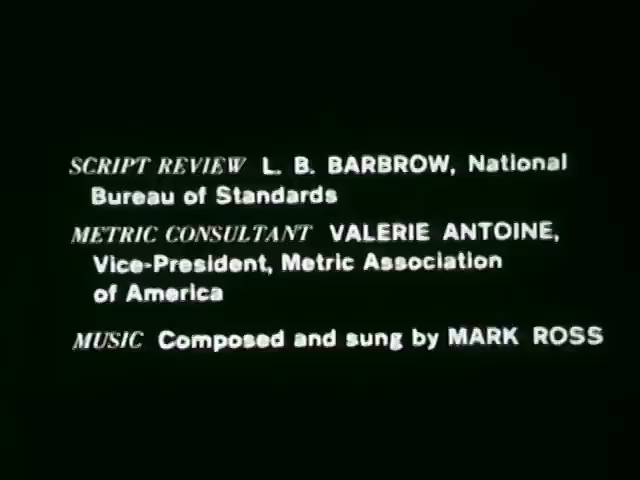 SCRIPT REVIEW L. B. BARBROW, National
Bureau of Standards
METRIC CONSULTANT VALERIE ANTOINE,
Vice-President, Metric Association
of America
MUSIC Composed and sung by MARK ROSS